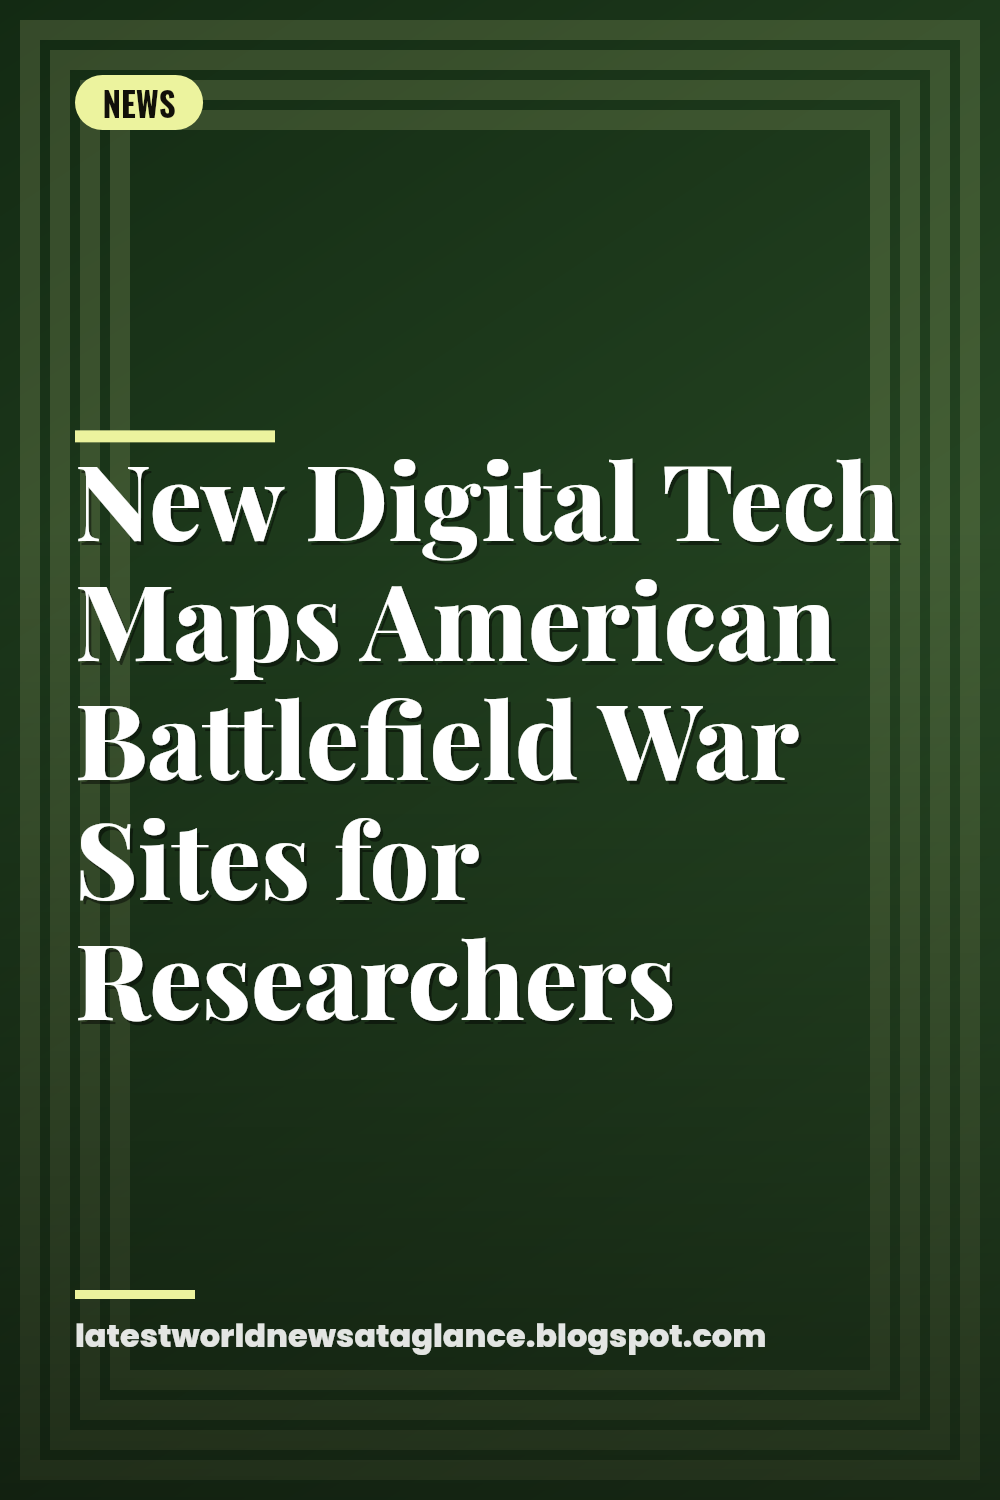 NEWS
New Digital Tech
Maps American
Battlefield War
Sites for
Researchers
latestworldnewsataglance.blogspot.com